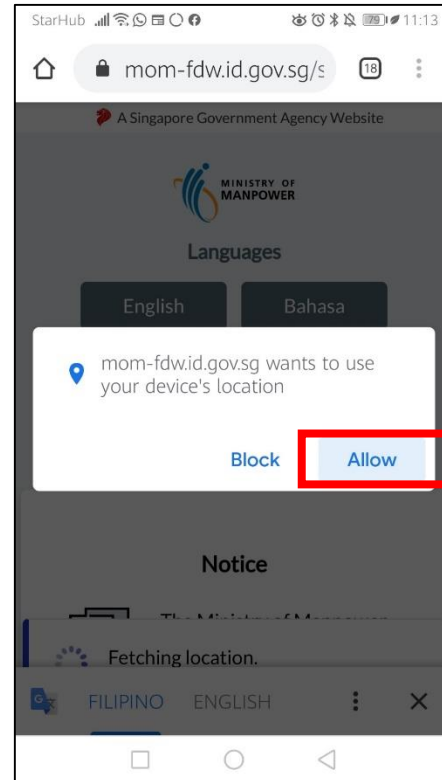 StarHub 79 11:13
mom-fdw.id.gov.sg/s 18
A Singapore Government Agency Website
MINISTRY OF
MANPOWER
Languages
English Bahasa
mom-fdw.id.gov.sg wants to use
your device's location
Block Allow
Notice
The Ministry of Manpower
Fetching location.
FILIPINO ENGLISH